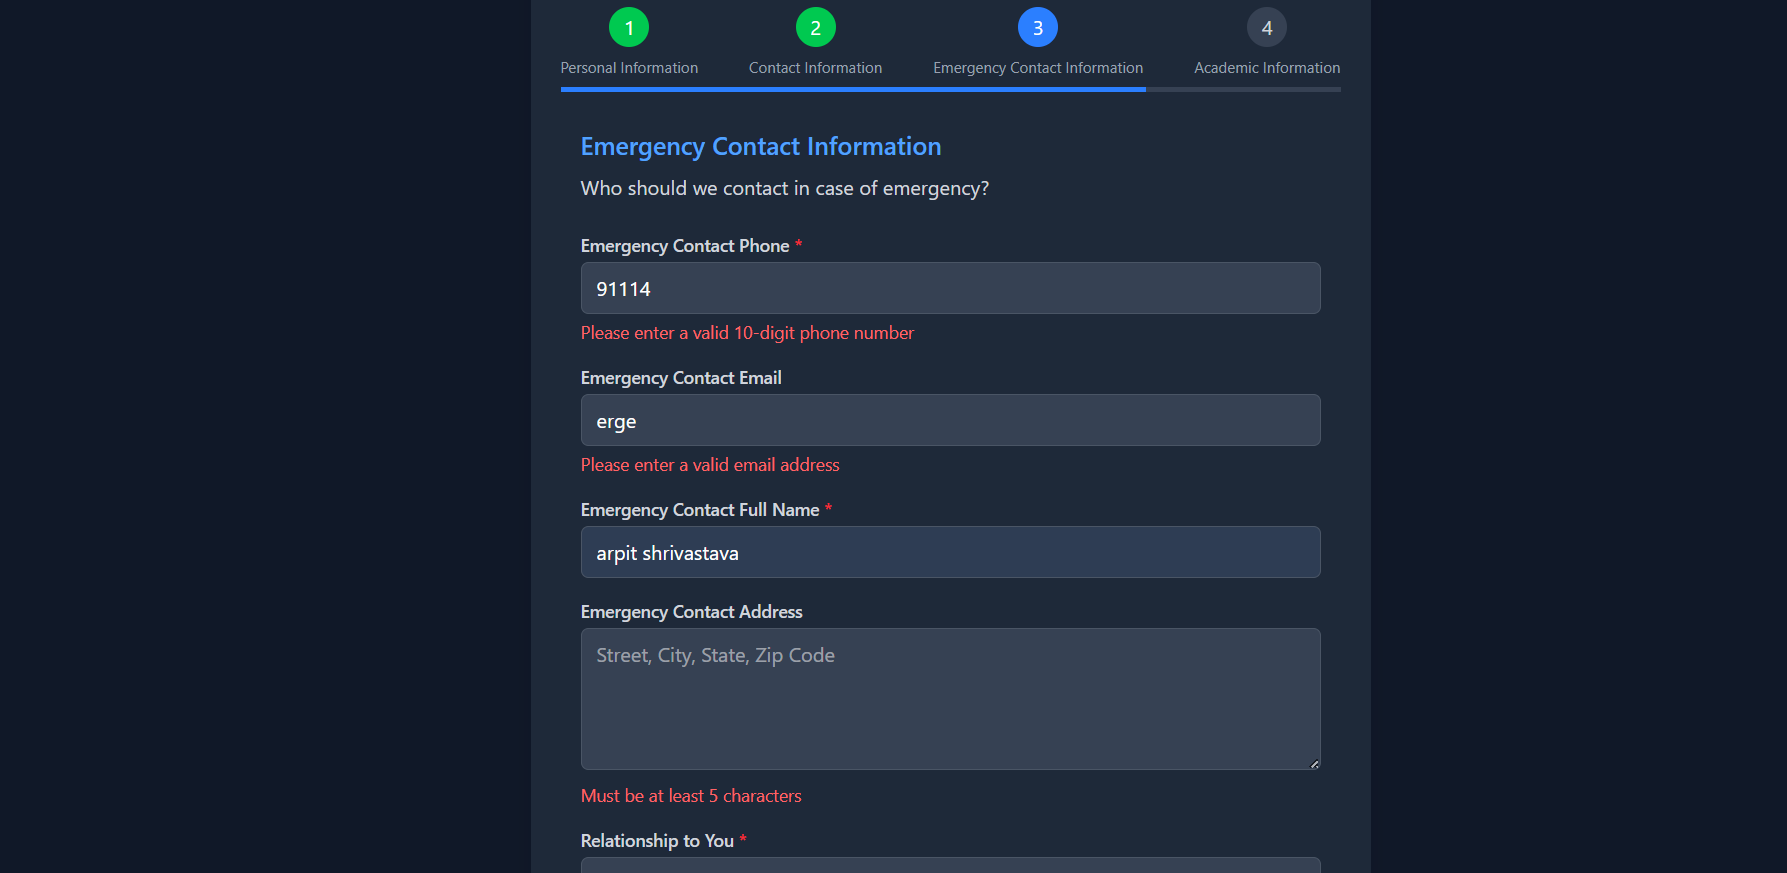 1 2 3 4
Personal Information Contact Information Emergency Contact Information Academic Information
Emergency Contact Information
Who should we contact in case of emergency?
Emergency Contact Phone *
91114
Please enter a valid 10-digit phone number
Emergency Contact Email
erge
Please enter a valid email address
Emergency Contact Full Name *
arpit shrivastava
Emergency Contact Address
Street, City, State, Zip Code
Must be at least 5 characters
Relationship to You *